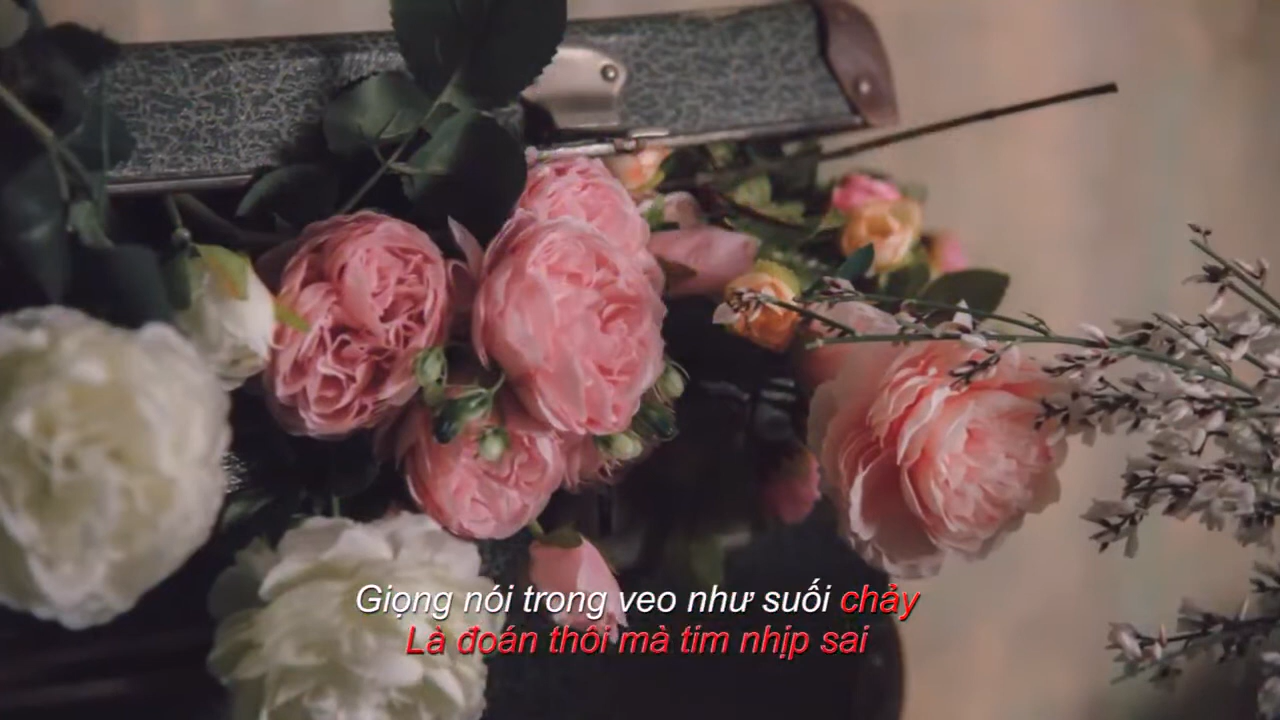 Giọng nói trong veo như suối chảy
Là đoán thôi mà tim nhịp sai